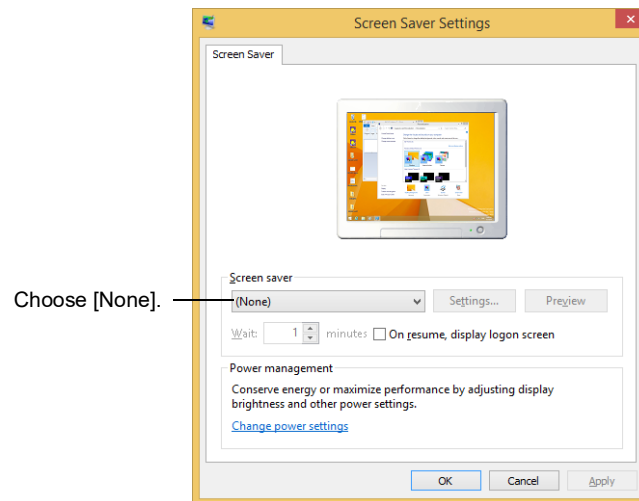 Screen Saver Settings
Screen Saver
Screen saver
Choose [None].
(None)
Settings...
Preview
Wait: 1 minutes On resume, display logon screen
Power management
Conserve energy or maximize performance by adjusting display
brightness and other power settings.
Change power settings
OK
Cancel
Apply